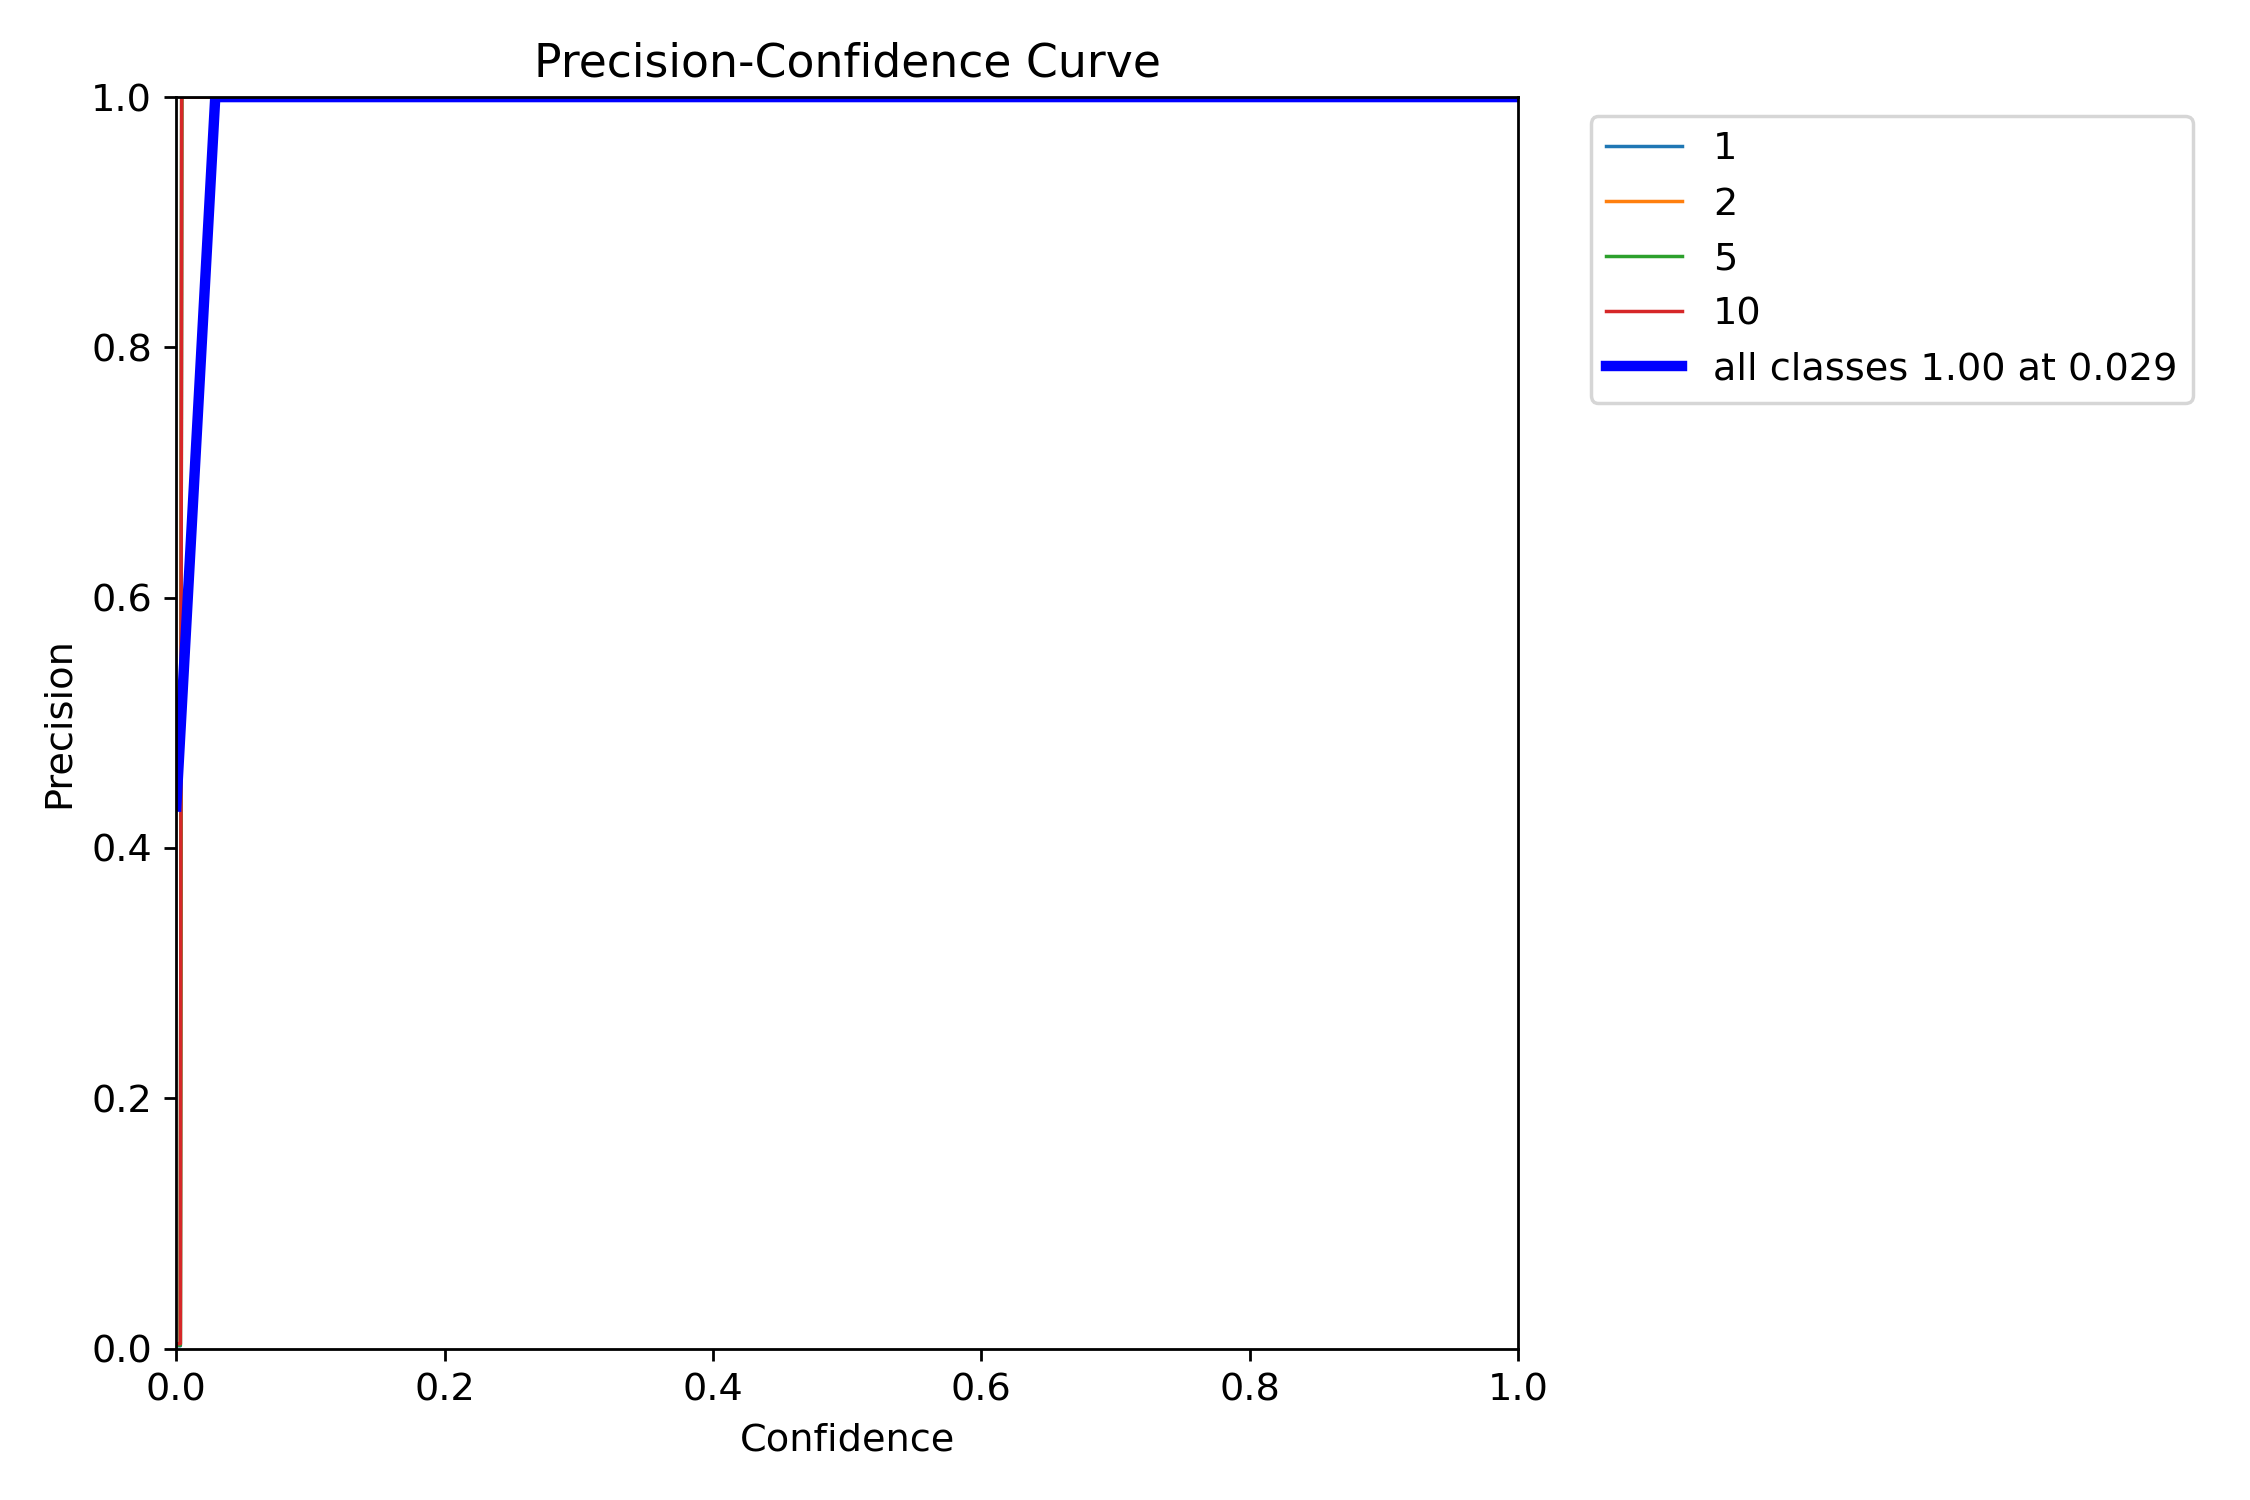 Precision-Confidence Curve
1.0
0.8
0.6
0.4
0.2
0.0
Precision
0.0 0.2 0.4 0.6 0.8 1.0
Confidence
1
2
5
10
all classes 1.00 at 0.029